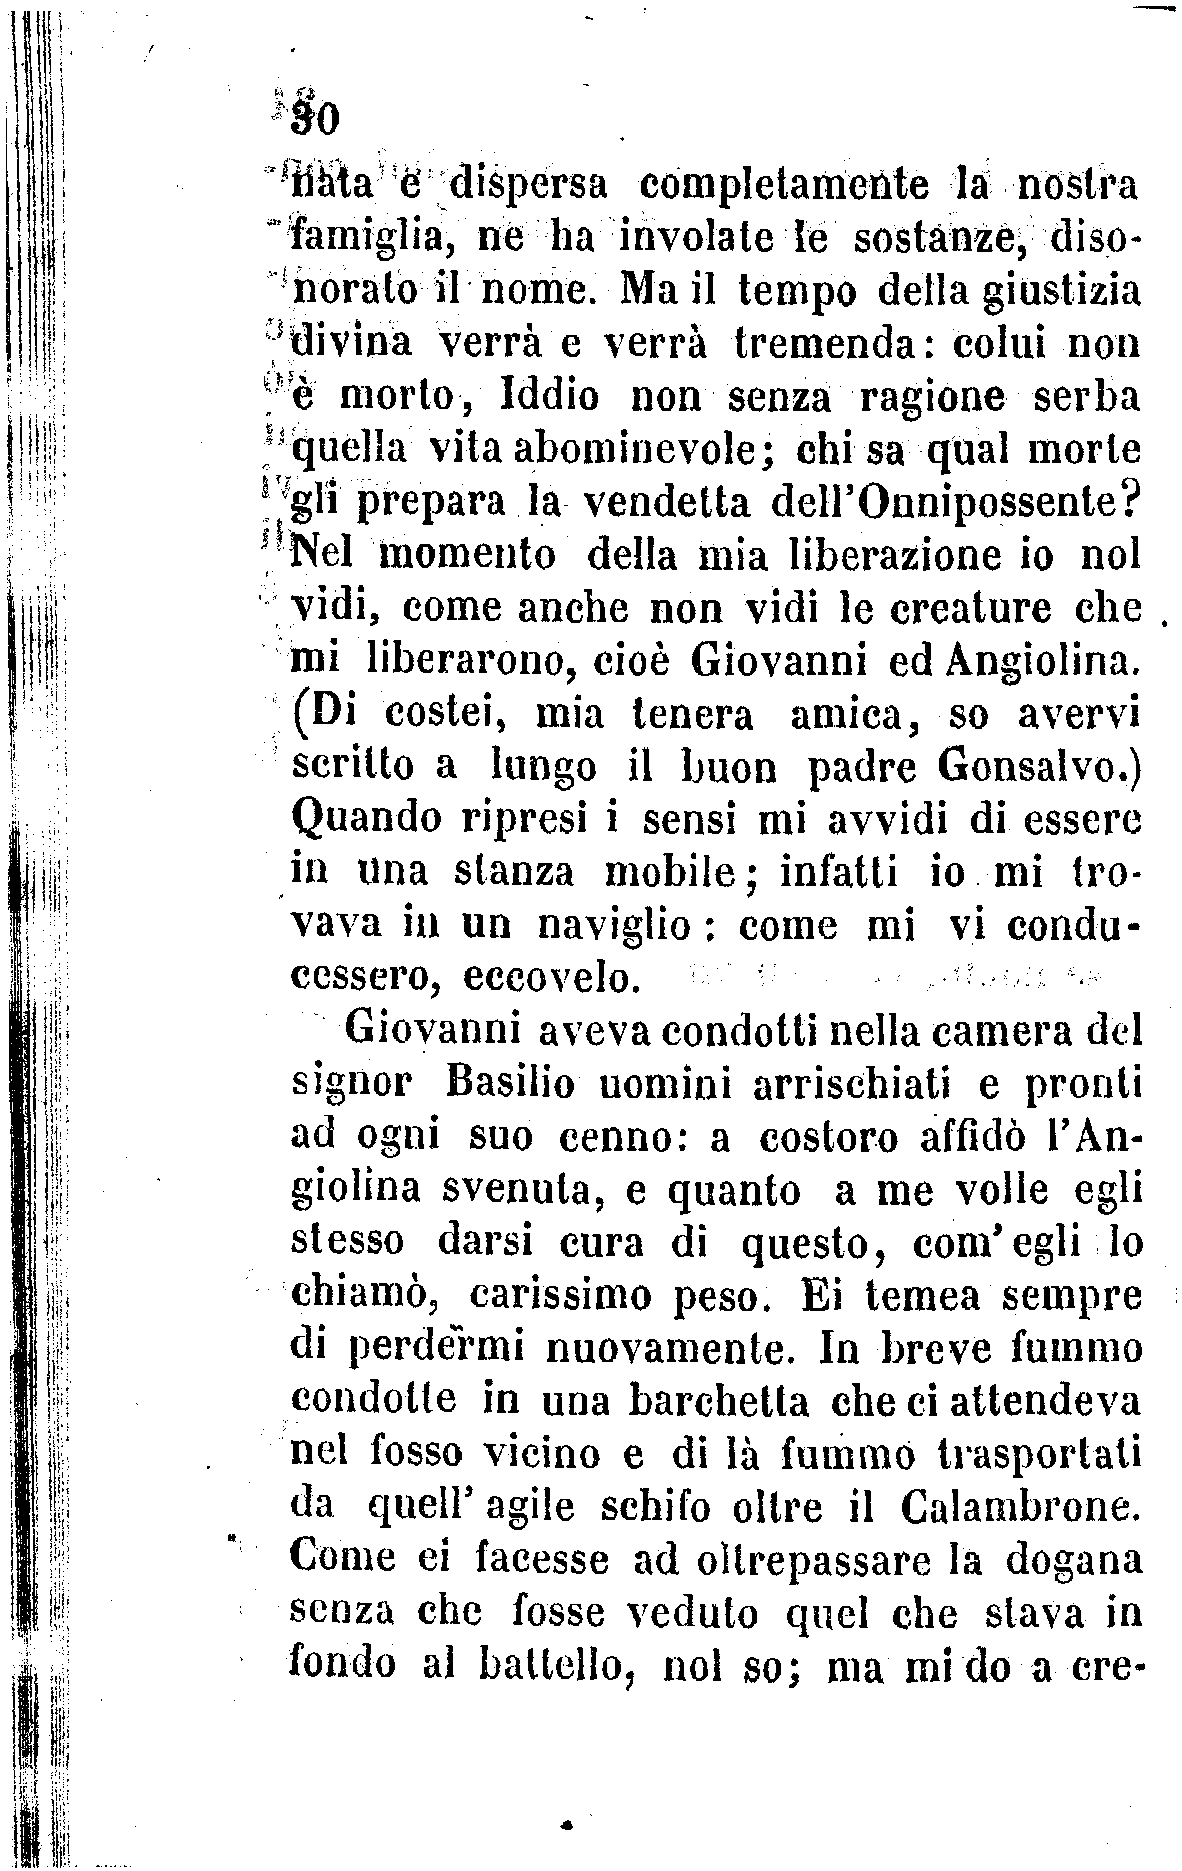 30
nata e dispersa completamente la nostra
famiglia, ne ha involate le sostanze, diso-
norato il nome. Ma il tempo della giustizia
divina verrà e verrà tremenda: colui non
è morto, Iddio non senza ragione serba
quella vita abominevole; chi sa qual morte
gli prepara la vendetta dell'Onnipossente?
Nel momento della mia liberazione io nol
vidi, come anche non vidi le creature che
mi liberarono, cioè Giovanni ed Angiolina.
(Di costei, mia tenera amica, so avervi
scritto a lungo il buon padre Gonsalvo.)
Quando ripresi i sensi mi avvidi di essere
in una stanza mobile; infatti io mi tro-
vava in un naviglio: come mi vi condu-
cessero, eccovelo.
Giovanni aveva condotti nella camera del
signor Basilio uomini arrischiati e pronti
ad ogni suo cenno: a costoro affidò l'An-
giolina svenuta, e quanto a me volle egli
stesso darsi cura di questo, com' egli lo
chiamò, carissimo peso. Ei temea sempre
di perdermi nuovamente. In breve fummo
condotte in una barchetta che ci attendeva
nel fosso vicino e di là fummo trasportati
da quell' agile schifo oltre il Calambrone.
Come ei facesse ad oltrepassare la dogana
senza che fosse veduto quel che stava in
fondo al battello, nol so; ma mi do a cre-